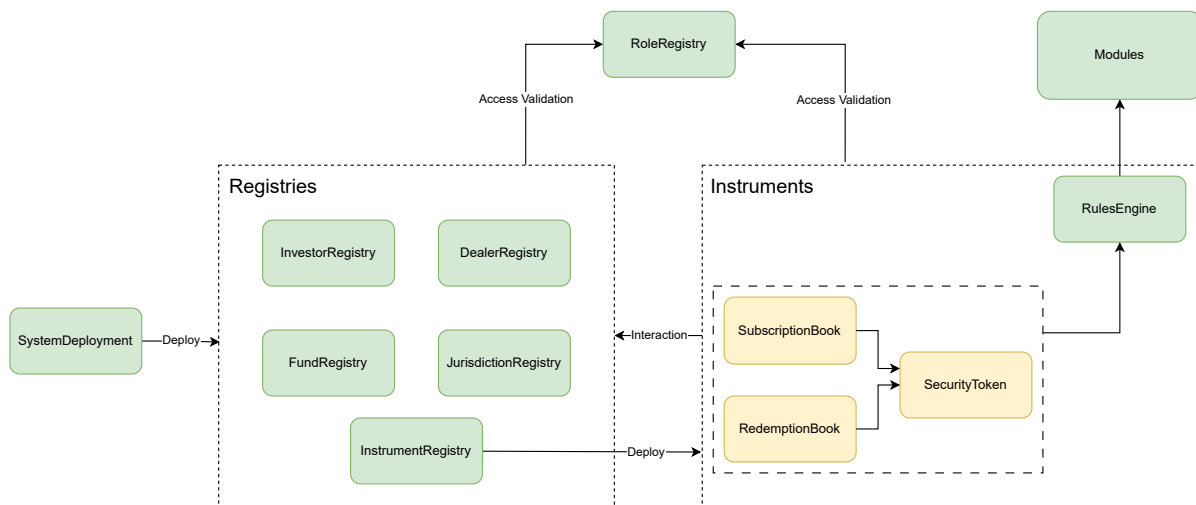 RoleRegistry
Modules
Access Validation
Access Validation
Registries
Instruments
RulesEngine
InvestorRegistry
DealerRegistry
SystemDeployment
Deploy
FundRegistry
JurisdictionRegistry
Interaction
SubscriptionBook
SecurityToken
RedemptionBook
InstrumentRegistry
Deploy